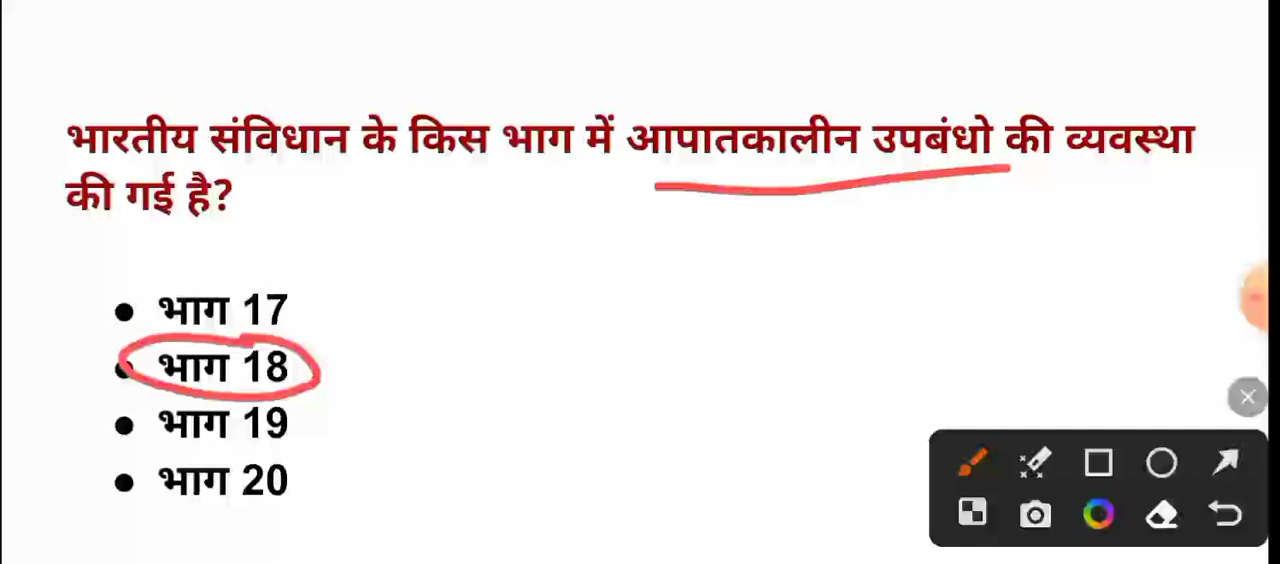 भारतीय संविधान के किस भाग में आपातकालीन उपबंधो की व्यवस्था
की गई है?
● भाग 17
● भाग 18
● भाग 19
● भाग 20